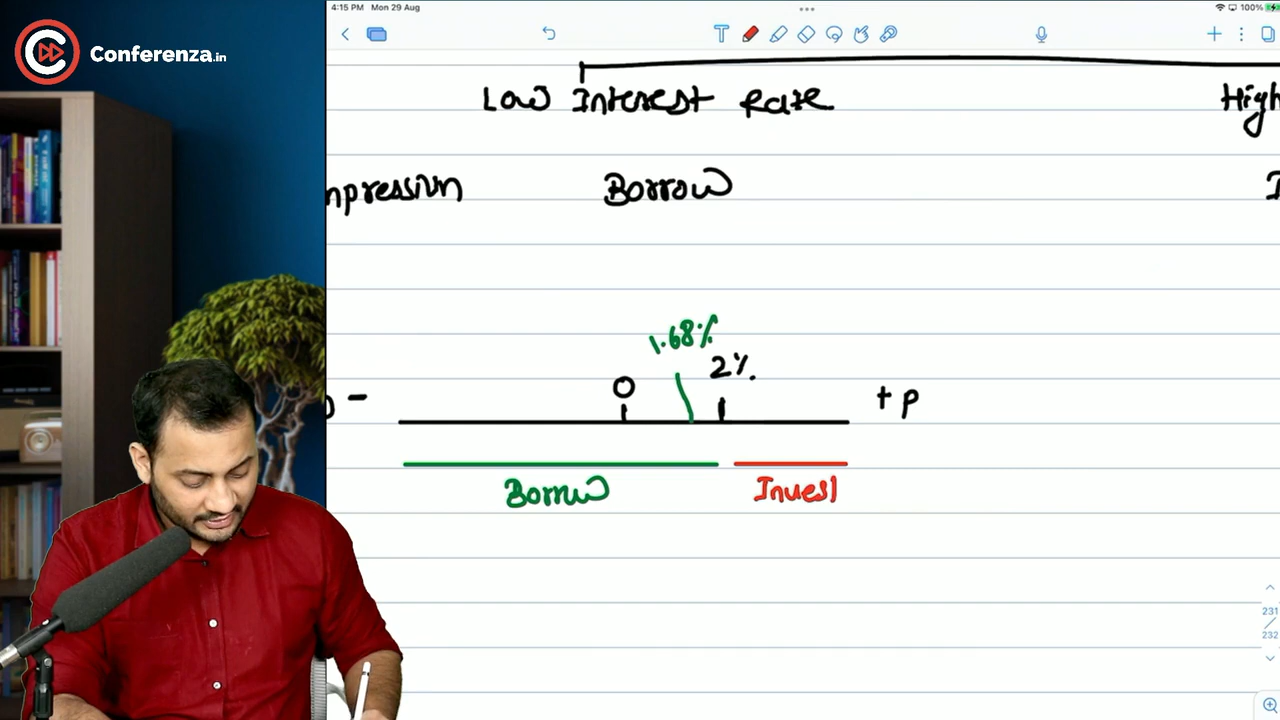 4:15 PM Mon 29 Aug
100%
Conferenza.in
Low Interest Rate
High
mpression
Borrow
I
1.68%
2%.
0
-
+ P
Borrow
Invest
231
232